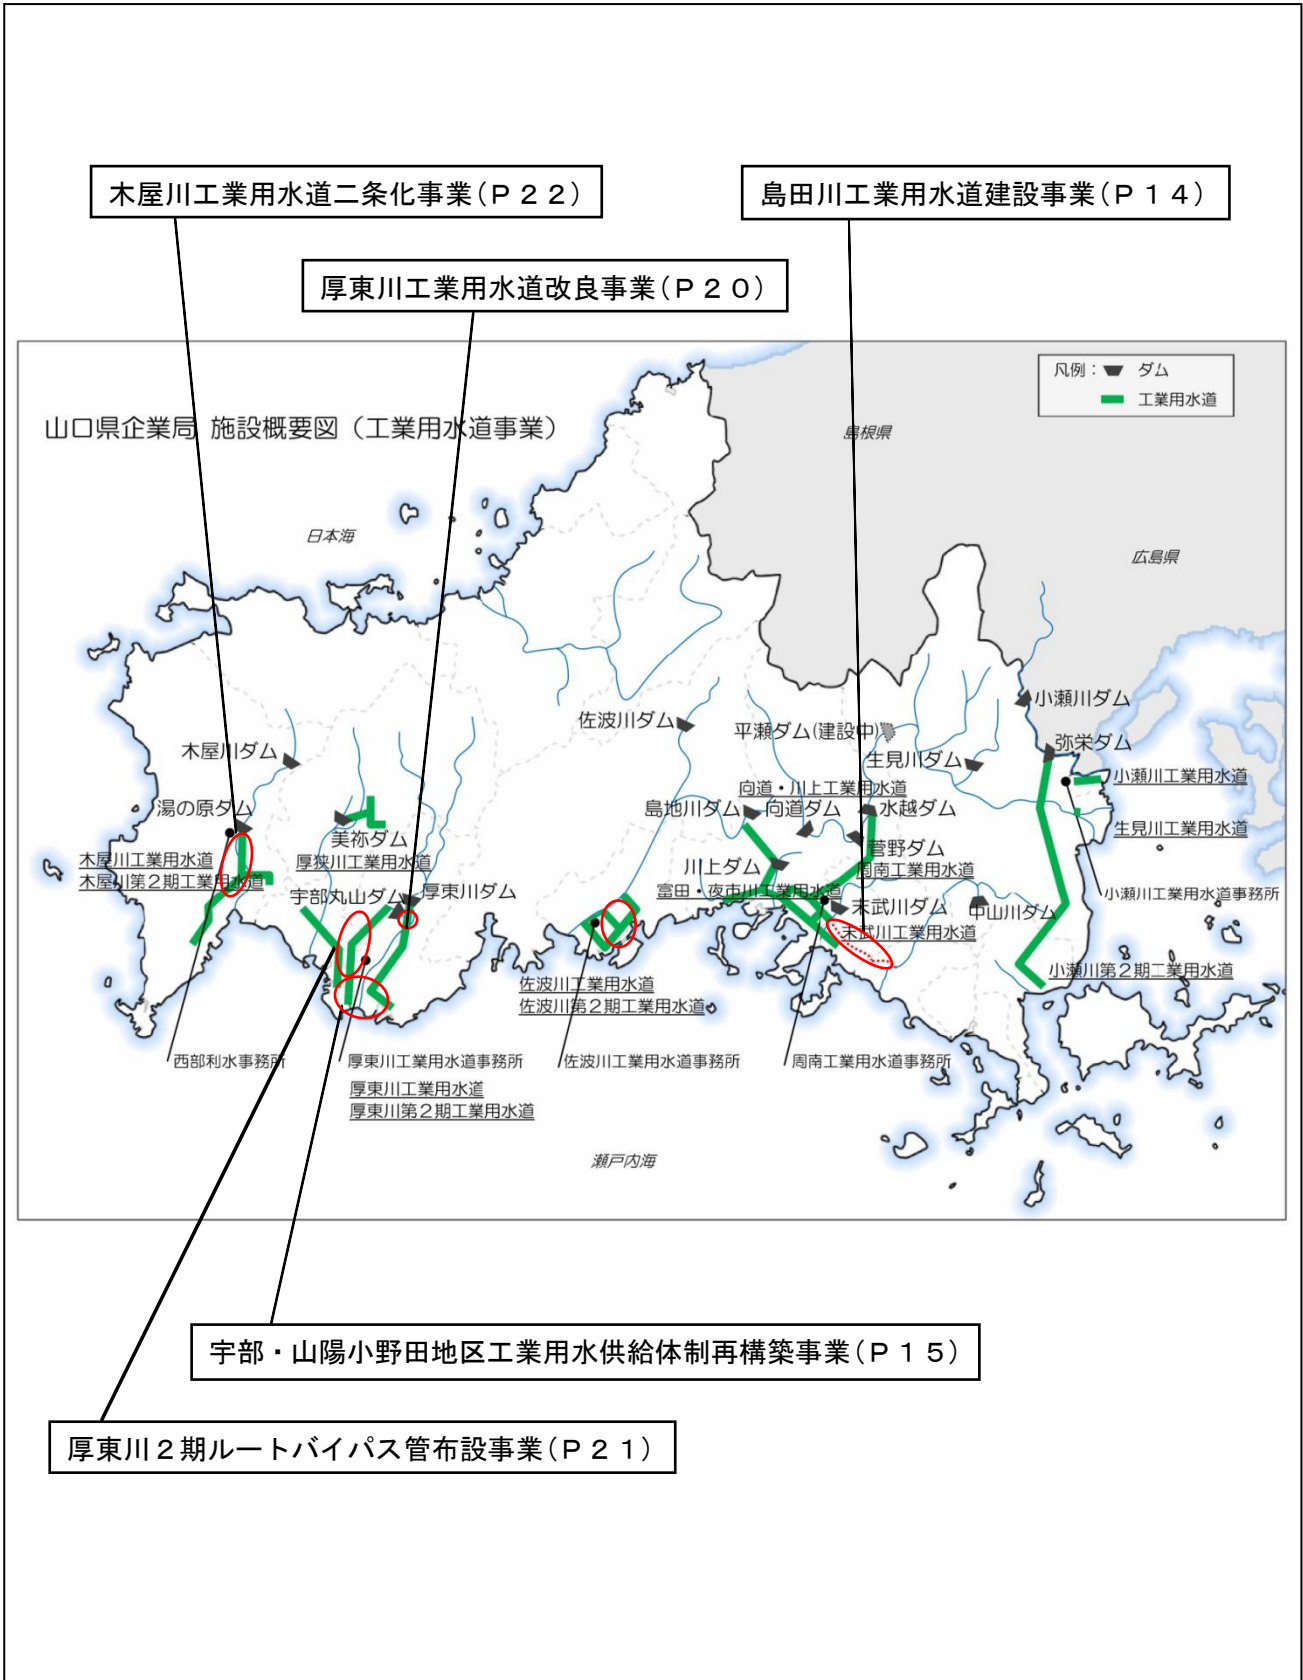 木屋川工業用水道二条化事業(Ｐ２２)
島田川工業用水道建設事業(Ｐ１４)
厚東川工業用水道改良事業(Ｐ２０)
凡例：
ダム
工業用水道
山口県企業局 施設概要図（工業用水道事業）
島根県
日本海
広島県
小瀬川ダム
佐波川ダム
平瀬ダム(建設中)
弥栄ダム
木屋川ダム
生見川ダム
小瀬川工業用水道
向道・川上工業用水道
湯の原ダム
島地川ダム
向道ダム
水越ダム
生見川工業用水道
美祢ダム
菅野ダム
木屋川工業用水道
厚狭川工業用水道
川上ダム
周南工業用水道
木屋川第２期工業用水道
富田・夜市川工業用水道
小瀬川工業用水道事務所
宇部丸山ダム
厚東川ダム
末武川ダム
中山川ダム
末武川工業用水道
小瀬川第２期工業用水道
佐波川工業用水道
佐波川第２期工業用水道
西部利水事務所
厚東川工業用水道事務所
佐波川工業用水道事務所
周南工業用水道事務所
厚東川工業用水道
厚東川第２期工業用水道
瀬戸内海
宇部・山陽小野田地区工業用水供給体制再構築事業(Ｐ１５)
厚東川２期ルートバイパス管布設事業(Ｐ２１)